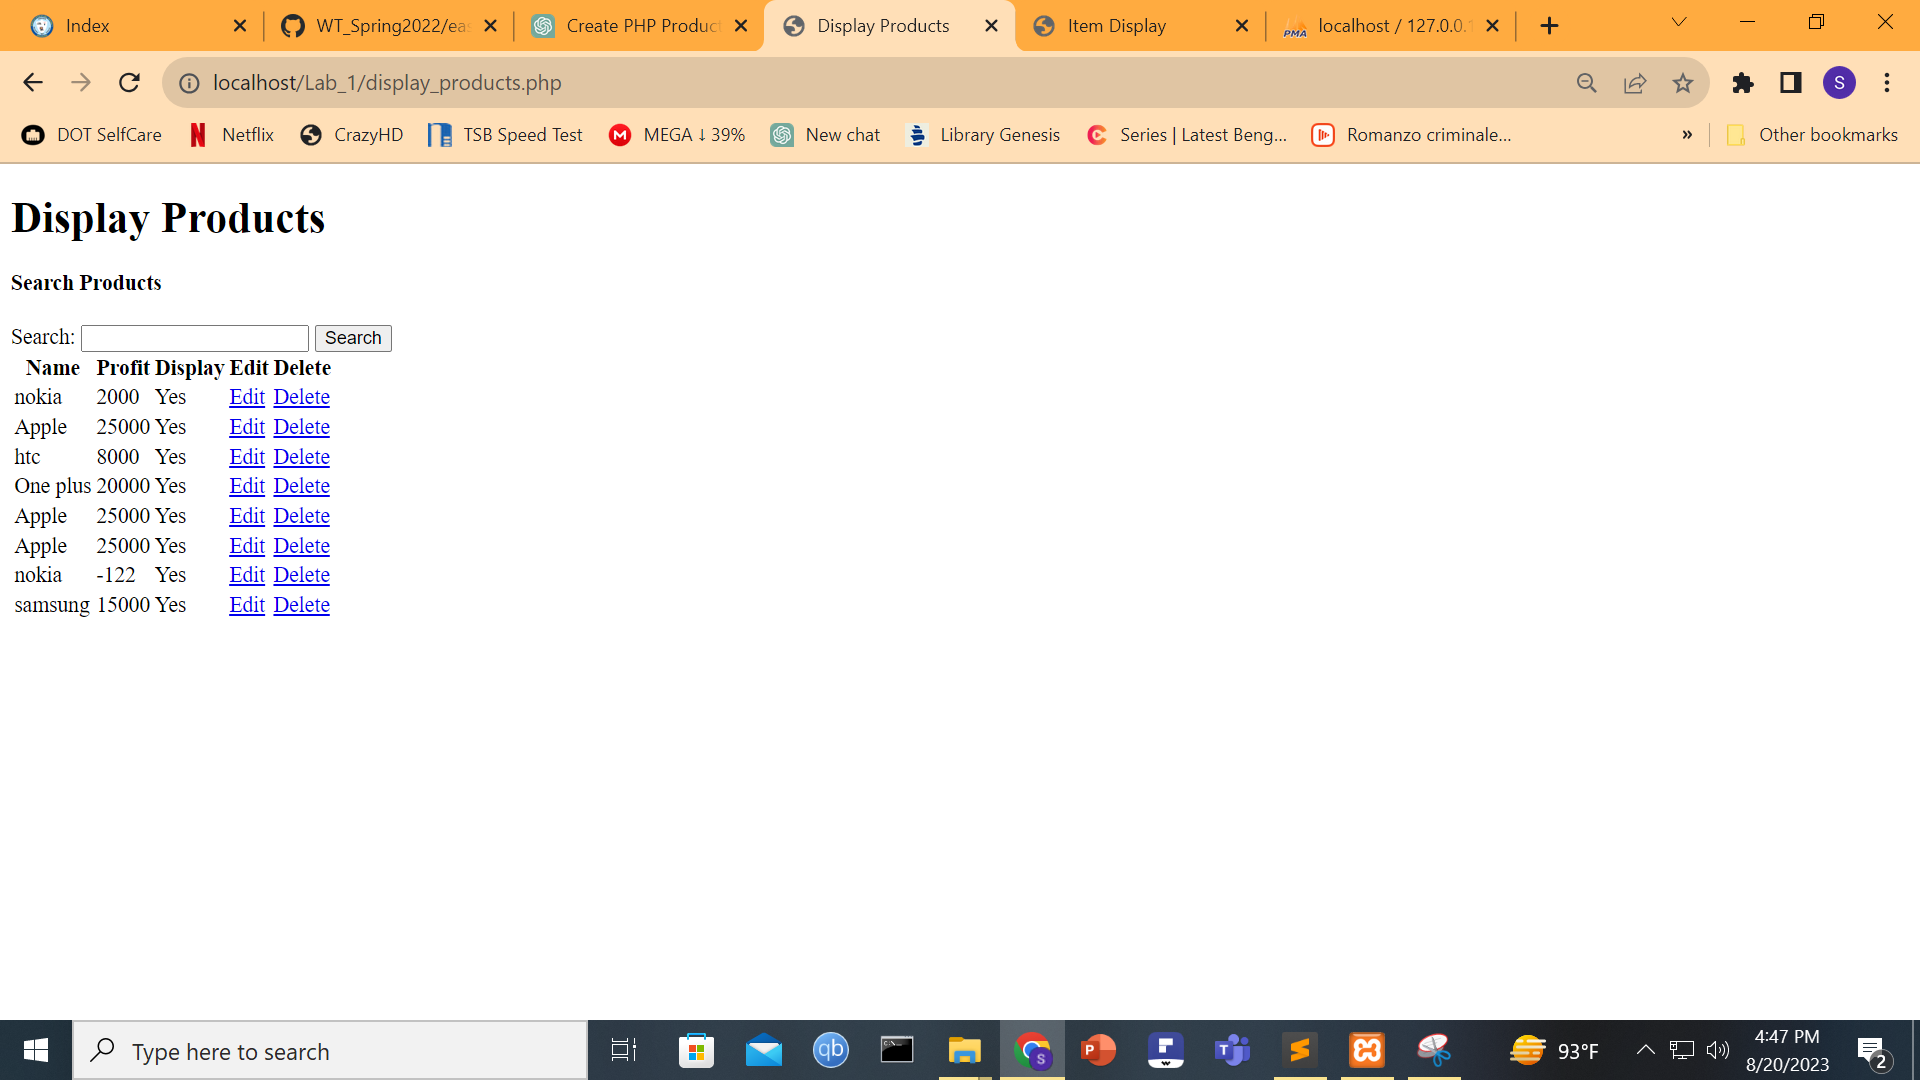 Index
WT_Spring2022/eas
Create PHP Product
Display Products
Item Display
localhost / 127.0.0.1
localhost/Lab_1/display_products.php
S
DOT SelfCare
Netflix
CrazyHD
TSB Speed Test
MEGA ↓ 39%
New chat
Library Genesis
Series | Latest Beng...
Romanzo criminale...
»
Other bookmarks
Display Products
Search Products
Search: Search
Name Profit Display Edit Delete
nokia 2000 Yes Edit Delete
Apple 25000 Yes Edit Delete
htc 8000 Yes Edit Delete
One plus 20000 Yes Edit Delete
Apple 25000 Yes Edit Delete
Apple 25000 Yes Edit Delete
nokia -122 Yes Edit Delete
samsung 15000 Yes Edit Delete
Type here to search
93°F
4:47 PM
8/20/2023
2